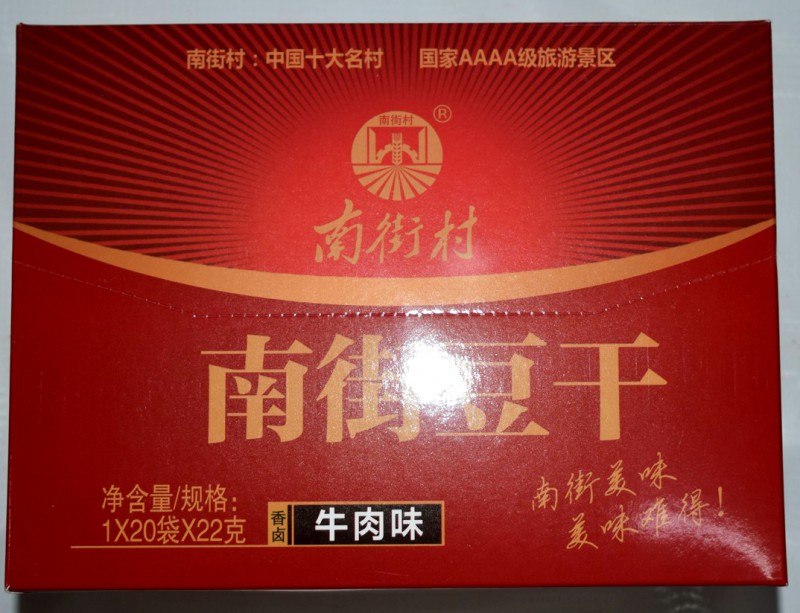 南街村：中国十大名村 国家AAAA级旅游景区
南街村
®
南街村
南街豆干
净含量/规格：
1X20袋X22克
香卤
牛肉味
南街美味
美味难得！